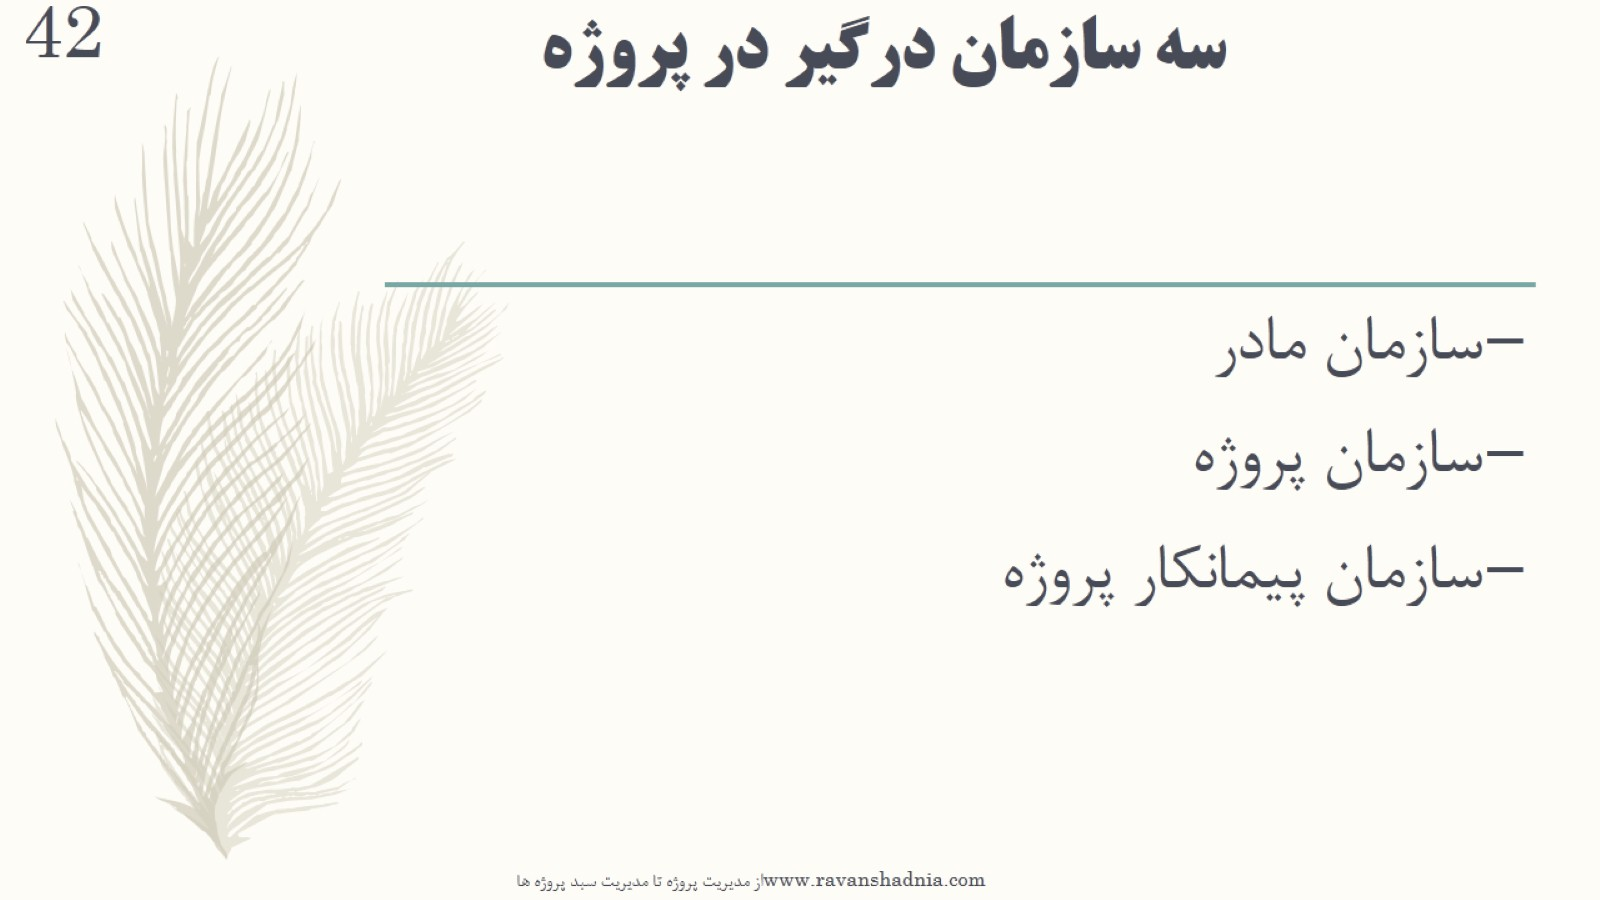 42
سه سازمان درگیر در پروژه
–سازمان مادر
–سازمان پروژه
–سازمان پیمانکار پروژه
www.ravanshadnia.comاز مدیریت پروژه تا مدیریت سبد پروژه ها